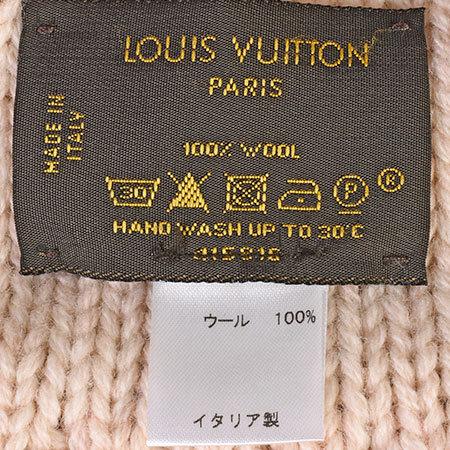 LOUIS VUITTON
PARIS
MADE IN
ITALY
100% WOOL
30
P
®
HAND WASH UP TO 30°C
ウール 100%
イタリア製